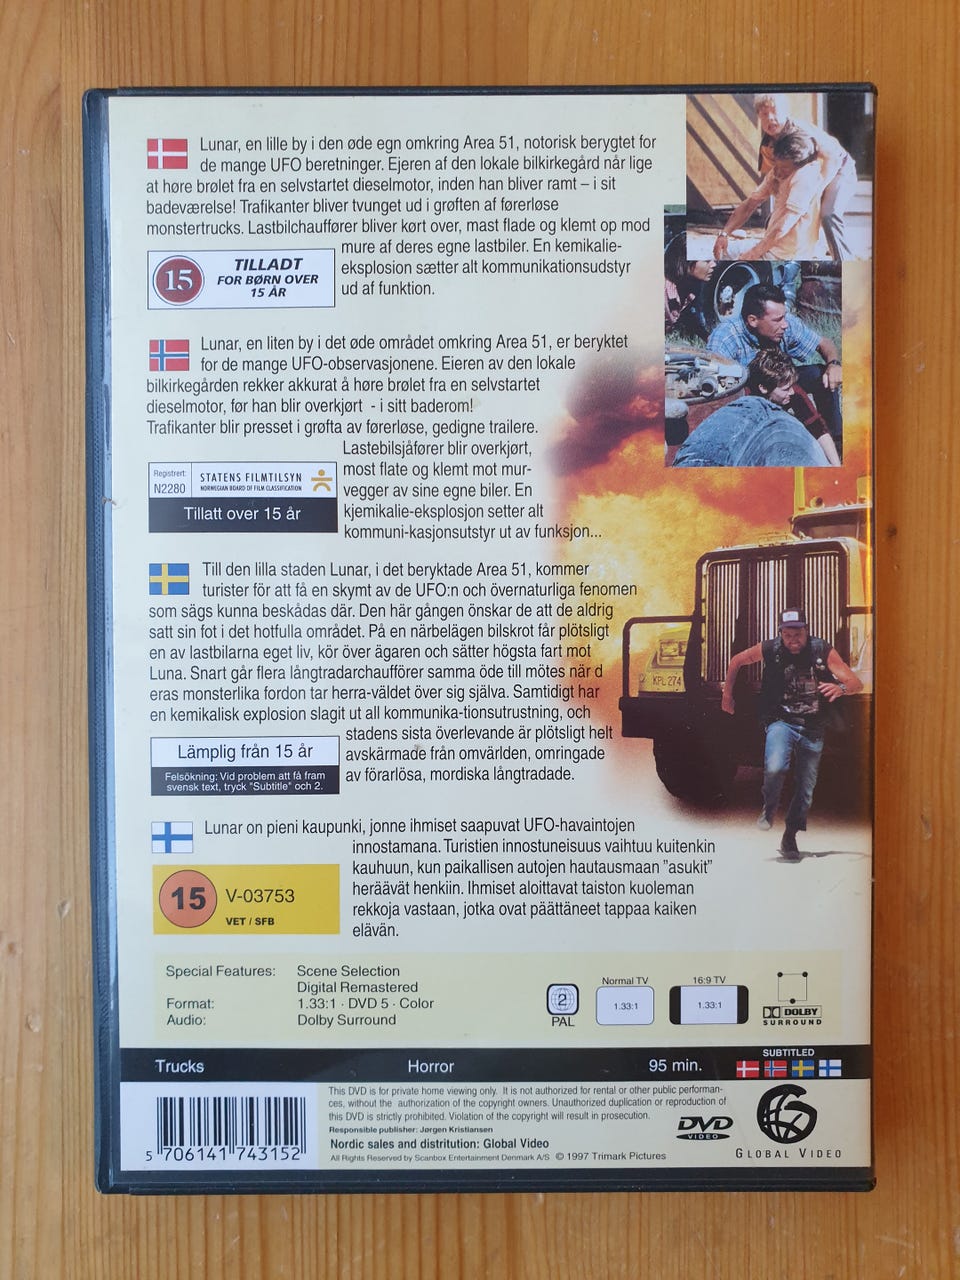 Lunar, en lille by i den øde egn omkring Area 51, notorisk berygtet for
de mange UFO beretninger. Ejeren af den lokale bilkirkegård når lige
at høre brølet fra en selvstartet dieselmotor, inden han bliver ramt – i sit
badeværelse! Trafikanter bliver tvunget ud i grøften af førerløse
monstertrucks. Lastbilchauffører bliver kørt over, mast flade og klemt op mod
mure af deres egne lastbiler. En kemikalie-
eksplosion sætter alt kommunikationsudstyr
ud af funktion.
15
TILLADT
FOR BØRN OVER
15 ÅR
Lunar, en liten by i det øde området omkring Area 51, er beryktet
for de mange UFO-observasjonene. Eieren av den lokale
bilkirkegården rekker akkurat å høre brølet fra en selvstartet
dieselmotor, før han blir overkjørt - i sitt baderom!
Trafikanter blir presset i grøfta av førerløse, gedigne trailere.
Lastebilsjåfører blir overkjørt,
most flate og klemt mot mur-
vegger av sine egne biler. En
kjemikalie-eksplosjon setter alt
kommuni-kasjonsutstyr ut av funksjon...
Registrert:
N2280
STATENS FILMTILSYN
NORWEGIAN BOARD OF FILM CLASSIFICATION
Tillatt over 15 år
Till den lilla staden Lunar, i det beryktade Area 51, kommer
turister för att få en skymt av de UFO:n och övernaturliga fenomen
som sägs kunna beskådas där. Den här gången önskar de att de aldrig
satt sin fot i det hotfulla området. På en närbelägen bilskrot får plötsligt
en av lastbilarna eget liv, kör över ägaren och sätter högsta fart mot
Luna. Snart går flera långtradarchaufförer samma öde till mötes när d
eras monsterlika fordon tar herra-väldet över sig själva. Samtidigt har
en kemikalisk explosion slagit ut all kommunika-tionsutrustning, och
stadens sista överlevande är plötsligt helt
avskärmade från omvärlden, omringade
av förarlösa, mordiska långtradade.
Lämplig från 15 år
Felsökning: Vid problem att få fram
svensk text, tryck "Subtitle" och 2.
KPL 274
Lunar on pieni kaupunki, jonne ihmiset saapuvat UFO-havaintojen
innostamana. Turistien innostuneisuus vaihtuu kuitenkin
kauhuun, kun paikallisen autojen hautausmaan "asukit"
heräävät henkiin. Ihmiset aloittavat taiston kuoleman
rekkoja vastaan, jotka ovat päättäneet tappaa kaiken
elävän.
15
V-03753
VET / SFB
Special Features: Scene Selection
Digital Remastered
Format: 1.33:1 · DVD 5 · Color
Audio: Dolby Surround
2
PAL
Normal TV
1.33:1
16:9 TV
1.33:1
DOLBY
SURROUND
Trucks Horror 95 min.
SUBTITLED
5 706141 743152
This DVD is for private home viewing only. It is not authorized for rental or other public performan-
ces, without the authorization of the copyright owners. Unauthorized duplication or reproduction of
this DVD is strictly prohibited. Violation of the copyright will result in prosecution.
Responsible publisher: Jørgen Kristiansen
Nordic sales and distritution: Global Video
All Rights Reserved by Scanbox Entertainment Denmark A/S © 1997 Trimark Pictures
DVD
VIDEO
GLOBAL VIDEO